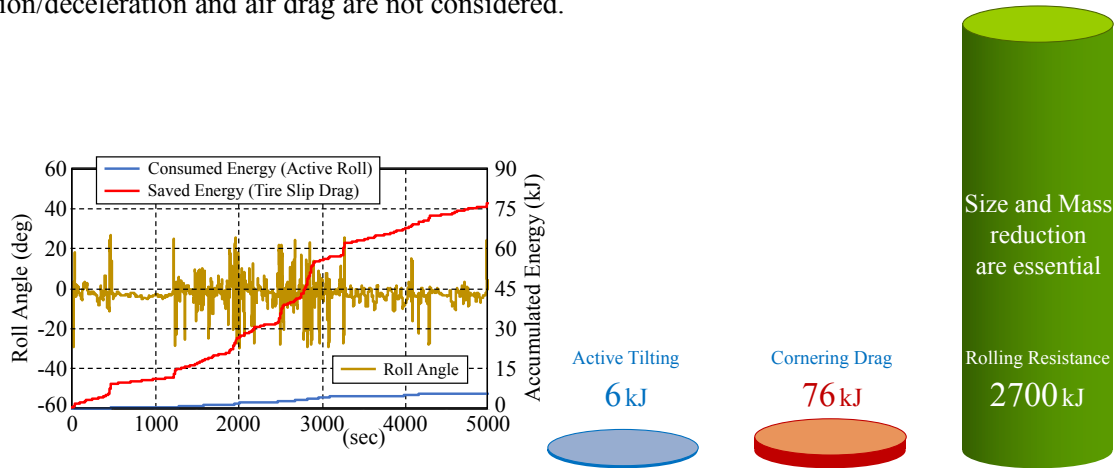 ion/deceleration and air drag are not considered.
Consumed Energy (Active Roll)
Saved Energy (Tire Slip Drag)
Roll Angle (deg)
60
40
20
0
-20
-40
-60
Roll Angle
0
1000
2000
3000
4000
5000
(sec)
90
75
60
45
30
15
0
Accumulated Energy (kJ)
Active Tilting
6 kJ
Cornering Drag
76 kJ
Size and Mass
reduction
are essential
Rolling Resistance
2700 kJ